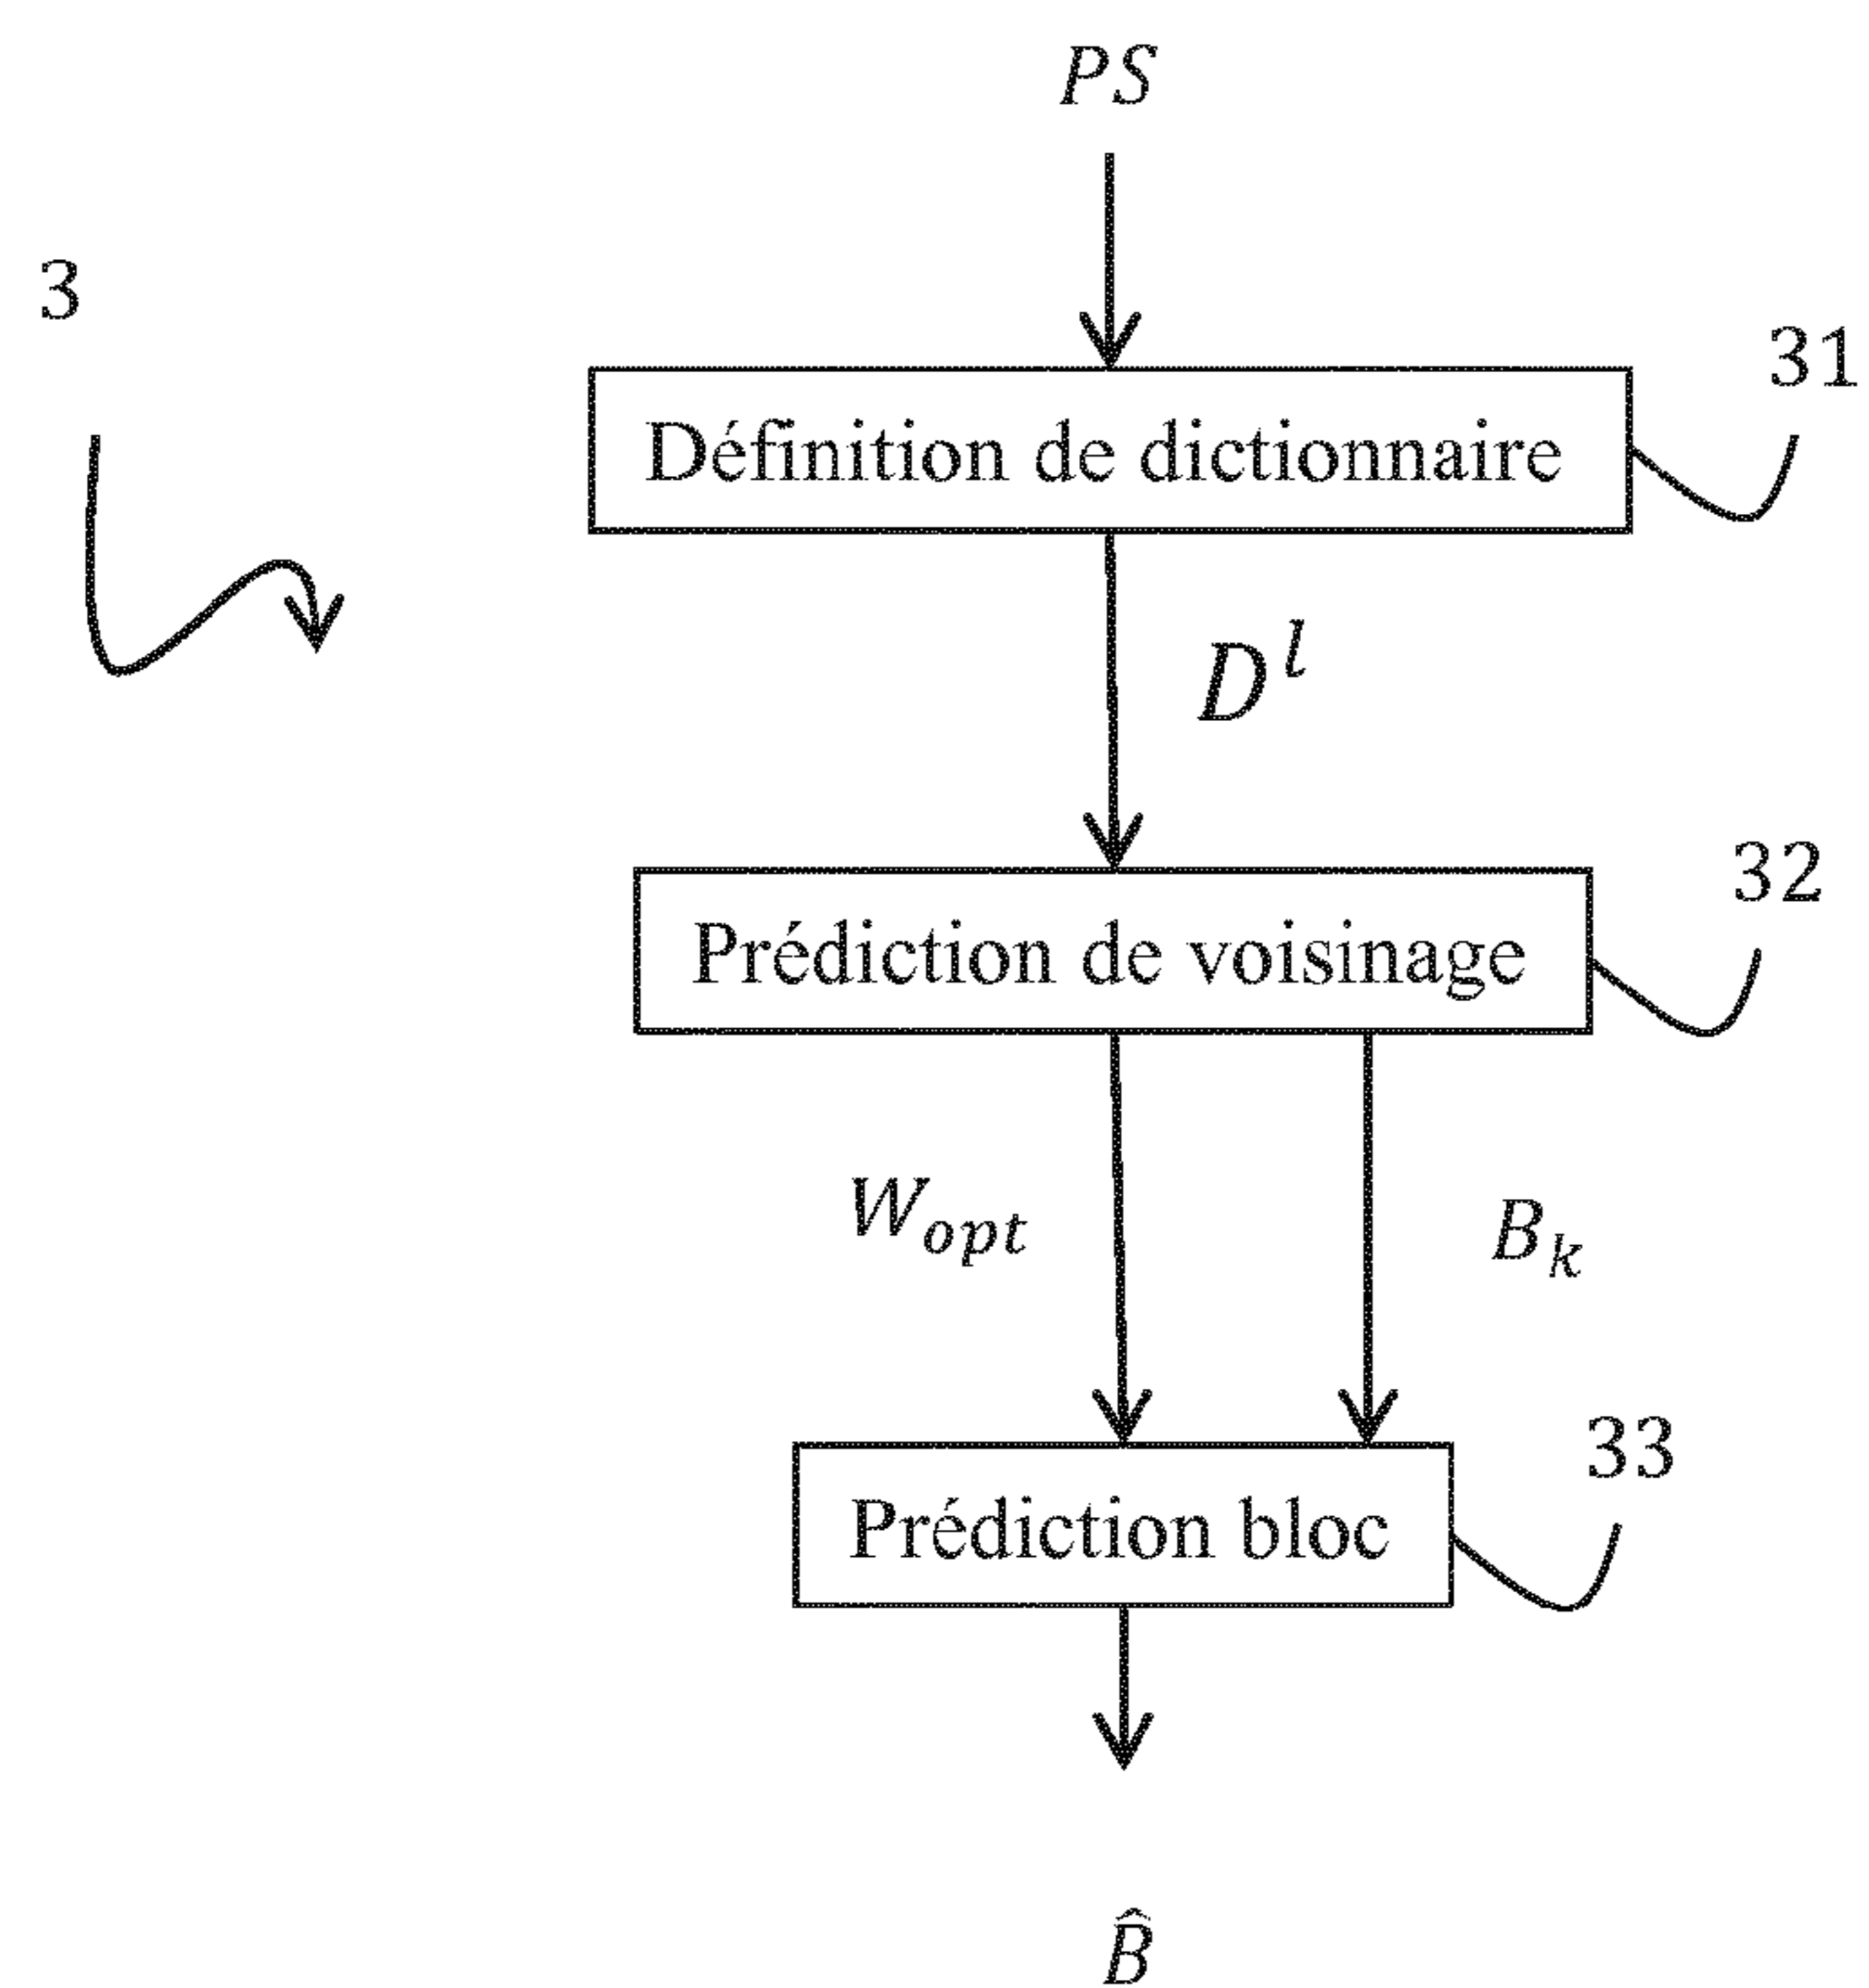 PS
3
31
Définition de dictionnaire
D^l
32
Prédiction de voisinage
W_opt
B_k
33
Prédiction bloc
B̂